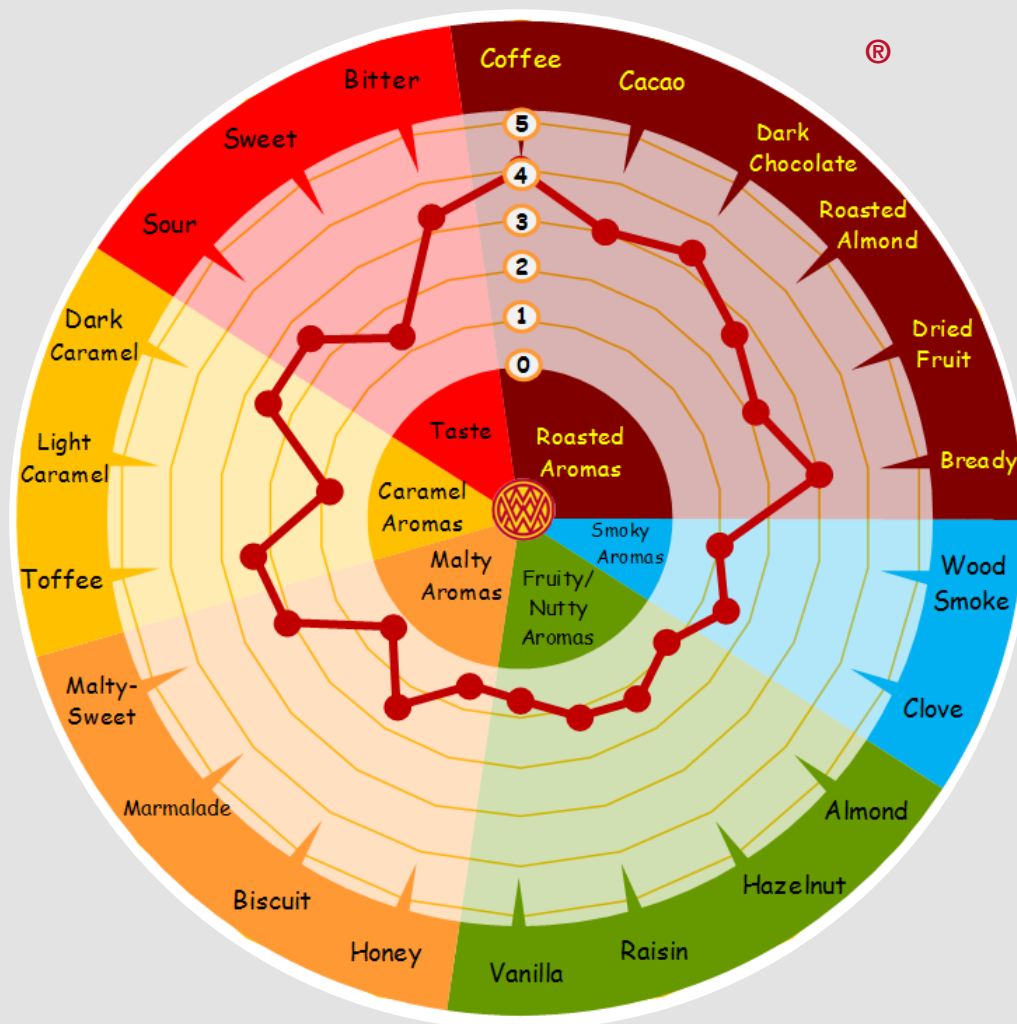 ®
Coffee
Cacao
Dark
Chocolate
Roasted
Almond
Dried
Fruit
Bready
Wood
Smoke
Clove
Almond
Hazelnut
Raisin
Vanilla
Honey
Biscuit
Marmalade
Malty-
Sweet
Toffee
Light
Caramel
Dark
Caramel
Sour
Sweet
Bitter
5
4
3
2
1
0
Taste
Roasted
Aromas
Caramel
Aromas
Smoky
Aromas
Malty
Aromas
Fruity/
Nutty
Aromas